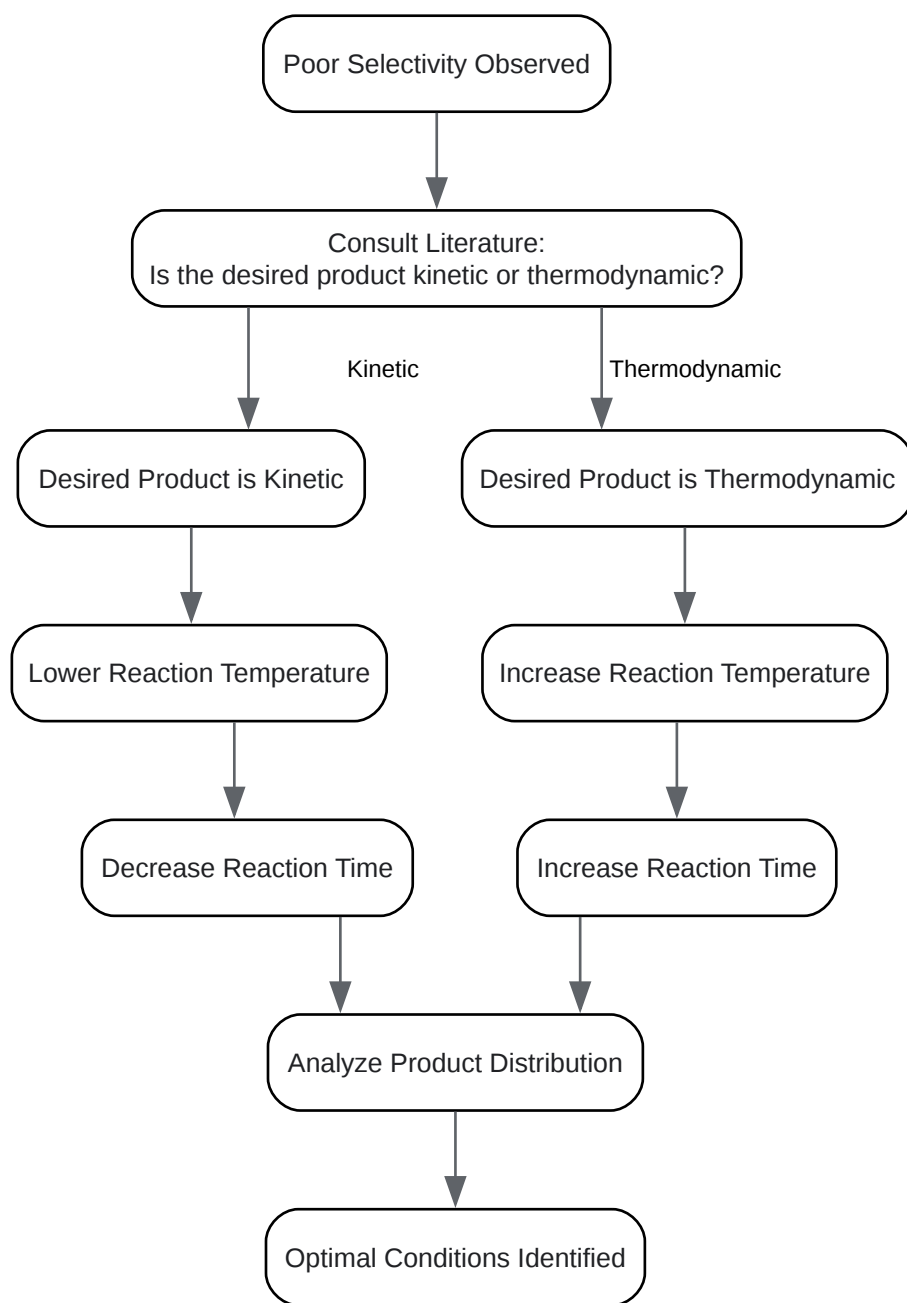 Poor Selectivity Observed
Consult Literature:
Is the desired product kinetic or thermodynamic?
Kinetic
Thermodynamic
Desired Product is Kinetic
Desired Product is Thermodynamic
Lower Reaction Temperature
Increase Reaction Temperature
Decrease Reaction Time
Increase Reaction Time
Analyze Product Distribution
Optimal Conditions Identified